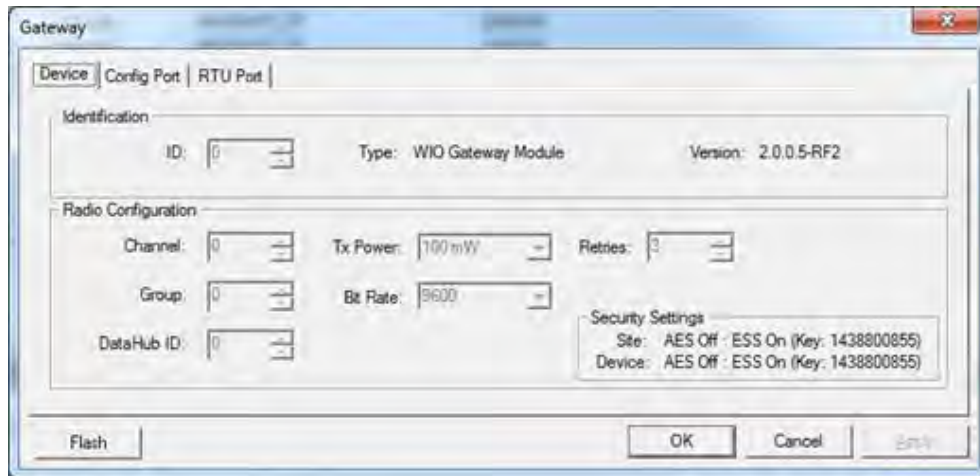 Gateway
Device Config Port RTU Port
Identification
ID: 0 Type: WIO Gateway Module Version: 2.0.0.5-RF2
Radio Configuration
Channel: 0 Tx Power: 100 mW Retries: 3
Group: 0 Bit Rate: 9600
DataHub ID: 0
Security Settings
Site: AES Off : ESS On (Key: 1438800855)
Device: AES Off : ESS On (Key: 1438800855)
Flash OK Cancel